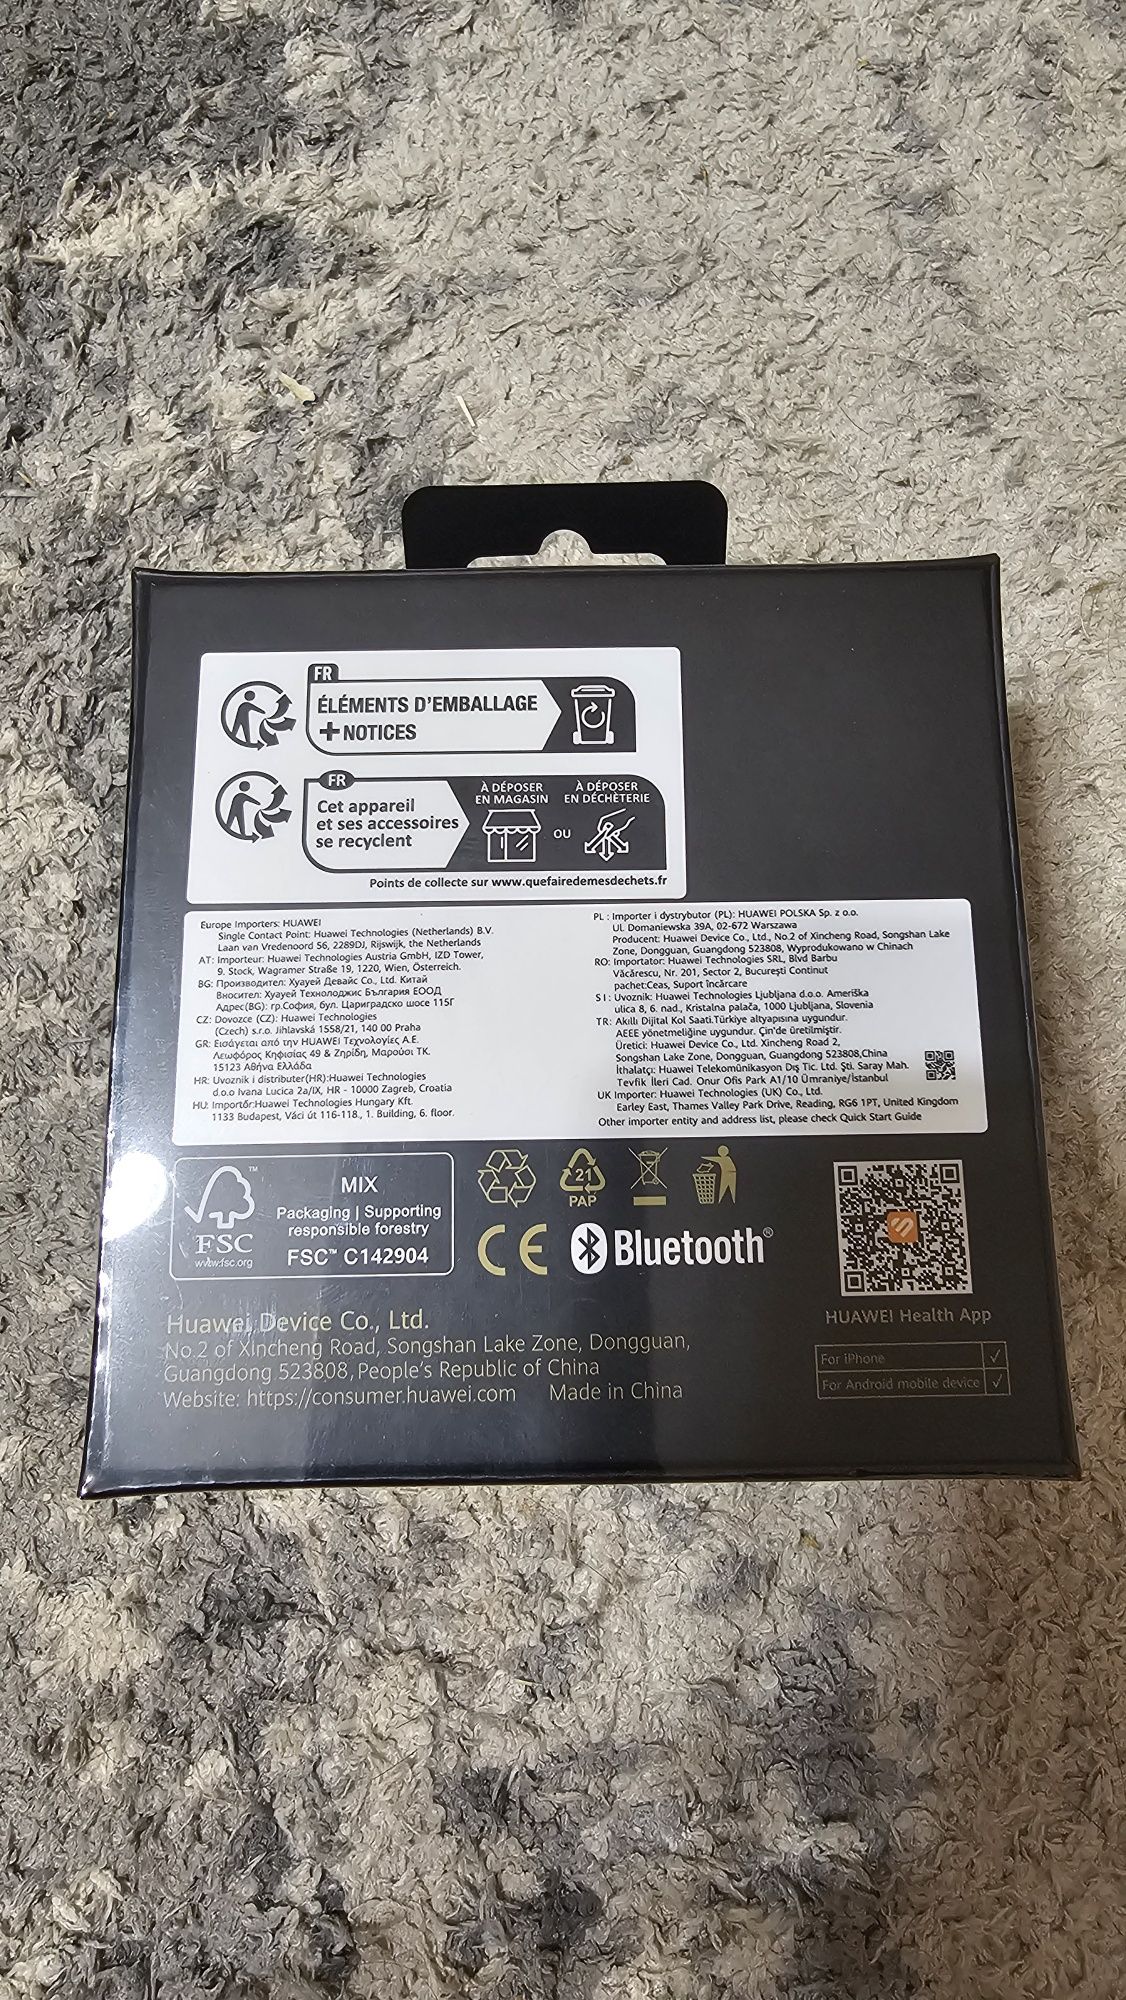 FR
ÉLÉMENTS D'EMBALLAGE
+ NOTICES
FR
Cet appareil
et ses accessoires
se recyclent
À DÉPOSER
EN MAGASIN
OU
À DÉPOSER
EN DÉCHÈTERIE
Points de collecte sur www.quefairedemesdechets.fr
Europe Importers: HUAWEI
Single Contact Point: Huawei Technologies (Netherlands) B.V.
Laan van Vredenoord 56, 2289DJ, Rijswijk, the Netherlands
AT: Importeur: Huawei Technologies Austria GmbH, IZD Tower,
9. Stock, Wagramer Straße 19, 1220, Wien, Österreich.
BG: Производител: Хуауей Девайс Со., Ltd. Китай
Вносител: Хуауей Технолоджис България ЕООД
Адрес(BG): гр.София, бул. Цариградско шосе 115Г
CZ: Dovozce (CZ): Huawei Technologies
(Czech) s.r.o. Jihlavská 1558/21, 140 00 Praha
GR: Εισάγεται από την HUAWEI Τεχνολογίες Α.Ε.
Λεωφόρος Κηφισίας 49 & Ζηρίδη, Μαρούσι ΤΚ.
15123 Αθήνα Ελλάδα
HR: Uvoznik i distributer(HR):Huawei Technologies
d.o.o Ivana Lucica 2a/IX, HR - 10000 Zagreb, Croatia
HU: Importőr:Huawei Technologies Hungary Kft.
1133 Budapest, Váci út 116-118., 1. Building, 6. floor.
PL : Importer i dystrybutor (PL): HUAWEI POLSKA Sp. z o.o.
Ul. Domaniewska 39A, 02-672 Warszawa
Producent: Huawei Device Co., Ltd., No.2 of Xincheng Road, Songshan Lake
Zone, Dongguan, Guangdong 523808, Wyprodukowano w Chinach
RO: Importator: Huawei Technologies SRL, Blvd Barbu
Văcărescu, Nr. 201, Sector 2, Bucureşti Continut
pachet:Ceas, Suport încărcare
S I : Uvoznik: Huawei Technologies Ljubljana d.o.o. Ameriška
ulica 8, 6. nad., Kristalna palača, 1000 Ljubljana, Slovenia
TR: Akıllı Dijital Kol Saati.Türkiye altyapısına uygundur.
AEEE yönetmeliğine uygundur. Çin'de üretilmiştir.
Üretici: Huawei Device Co., Ltd. Xincheng Road 2,
Songshan Lake Zone, Dongguan, Guangdong 523808,China
İthalatçı: Huawei Telekomünikasyon Dış Tic. Ltd. Şti. Saray Mah.
Tevfik İleri Cad. Onur Ofis Park A1/10 Ümraniye/İstanbul
UK Importer: Huawei Technologies (UK) Co., Ltd.
Earley East, Thames Valley Park Drive, Reading, RG6 1PT, United Kingdom
Other importer entity and address list, please check Quick Start Guide
™
FSC
www.fsc.org
MIX
Packaging | Supporting
responsible forestry
FSC™ C142904
21
PAP
CE
Bluetooth®
HUAWEI Health App
For iPhone ✓
For Android mobile device ✓
Huawei Device Co., Ltd.
No.2 of Xincheng Road, Songshan Lake Zone, Dongguan,
Guangdong 523808, People's Republic of China
Website: https://consumer.huawei.com Made in China